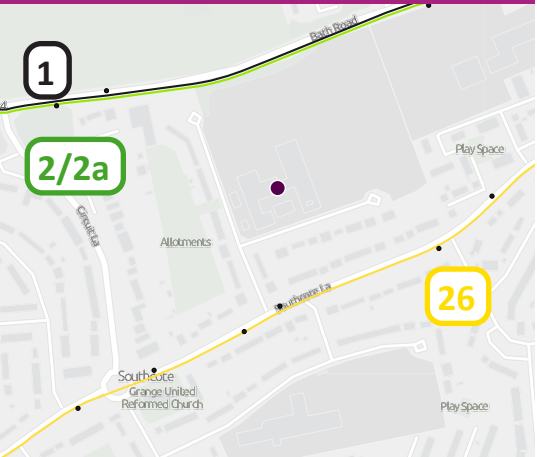 Bath Road
1
4
2/2a
Play Space
Circuit La
Allotments
Southcote La
26
Southcote
Grange United
Reformed Church
Play Space